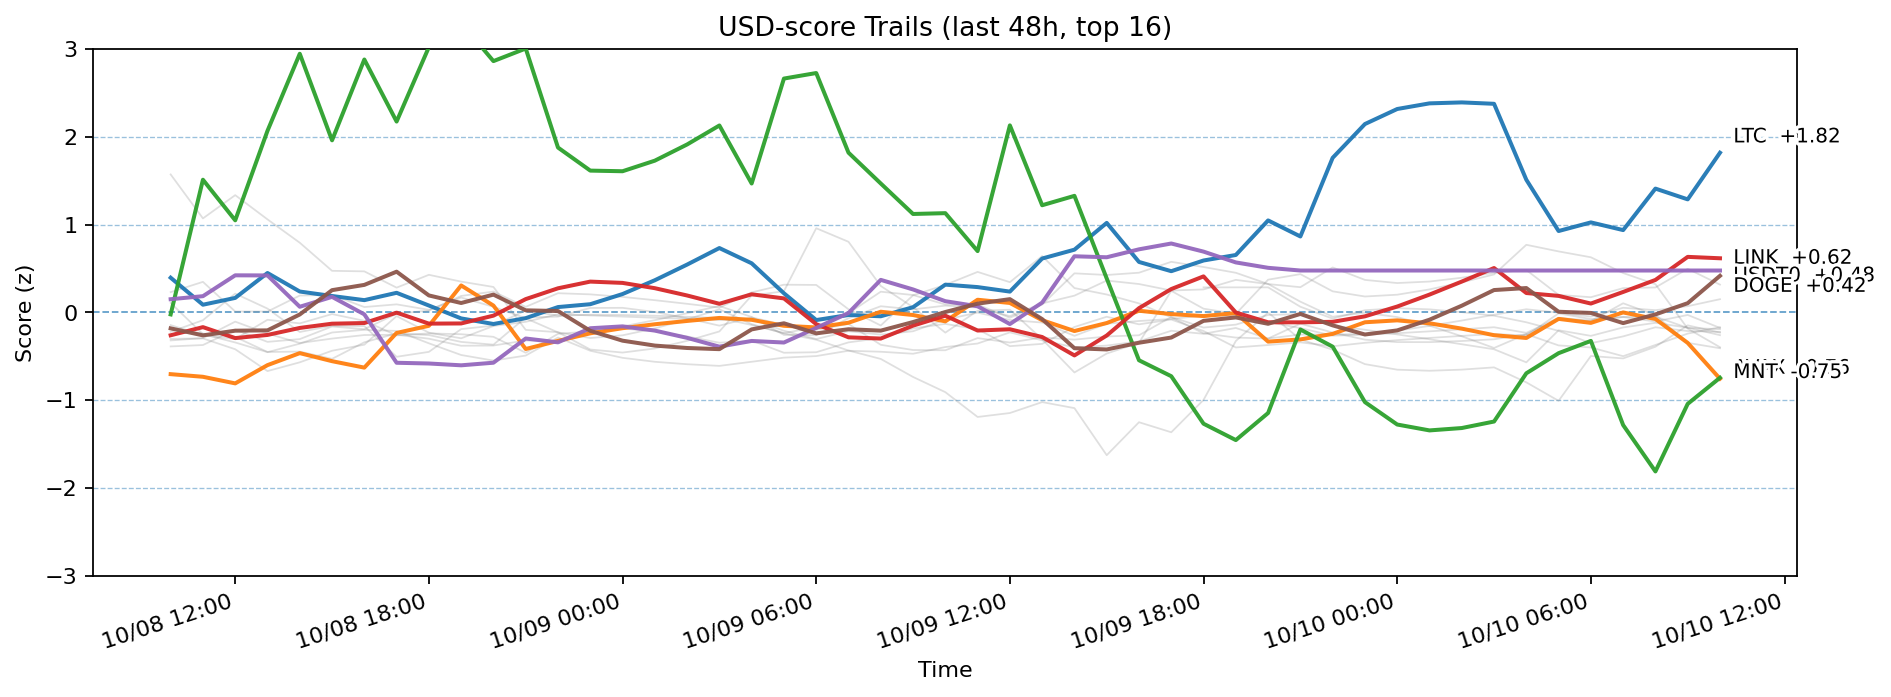 USD-score Trails (last 48h, top 16)
Score (z)
3
2
1
0
−1
−2
−3
LTC +1.82
LINK +0.62
USDT0 +0.48
DOGE +0.42
MNT -0.75
10/08 12:00
10/08 18:00
10/09 00:00
10/09 06:00
10/09 12:00
10/09 18:00
10/10 00:00
10/10 06:00
10/10 12:00
Time